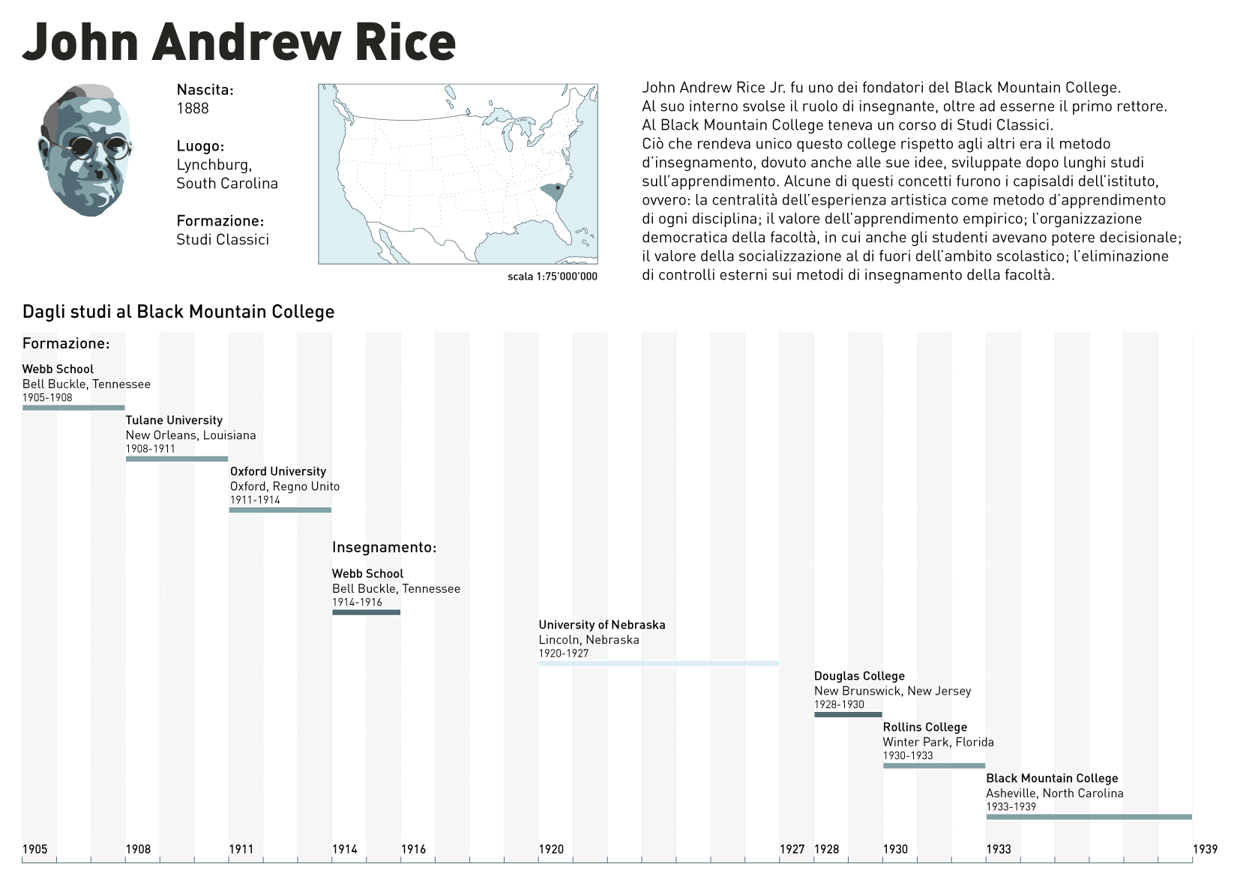 John Andrew Rice
Nascita:
1888
Luogo:
Lynchburg,
South Carolina
Formazione:
Studi Classici
scala 1:75'000'000
John Andrew Rice Jr. fu uno dei fondatori del Black Mountain College.
Al suo interno svolse il ruolo di insegnante, oltre ad esserne il primo rettore.
Al Black Mountain College teneva un corso di Studi Classici.
Ciò che rendeva unico questo college rispetto agli altri era il metodo
d'insegnamento, dovuto anche alle sue idee, sviluppate dopo lunghi studi
sull'apprendimento. Alcune di questi concetti furono i capisaldi dell'istituto,
ovvero: la centralità dell'esperienza artistica come metodo d'apprendimento
di ogni disciplina; il valore dell'apprendimento empirico; l'organizzazione
democratica della facoltà, in cui anche gli studenti avevano potere decisionale;
il valore della socializzazione al di fuori dell'ambito scolastico; l'eliminazione
di controlli esterni sui metodi di insegnamento della facoltà.
Dagli studi al Black Mountain College
Formazione:
Webb School
Bell Buckle, Tennessee
1905-1908
Tulane University
New Orleans, Louisiana
1908-1911
Oxford University
Oxford, Regno Unito
1911-1914
Insegnamento:
Webb School
Bell Buckle, Tennessee
1914-1916
University of Nebraska
Lincoln, Nebraska
1920-1927
Douglas College
New Brunswick, New Jersey
1928-1930
Rollins College
Winter Park, Florida
1930-1933
Black Mountain College
Asheville, North Carolina
1933-1939
1905 1908 1911 1914 1916 1920 1927 1928 1930 1933 1939